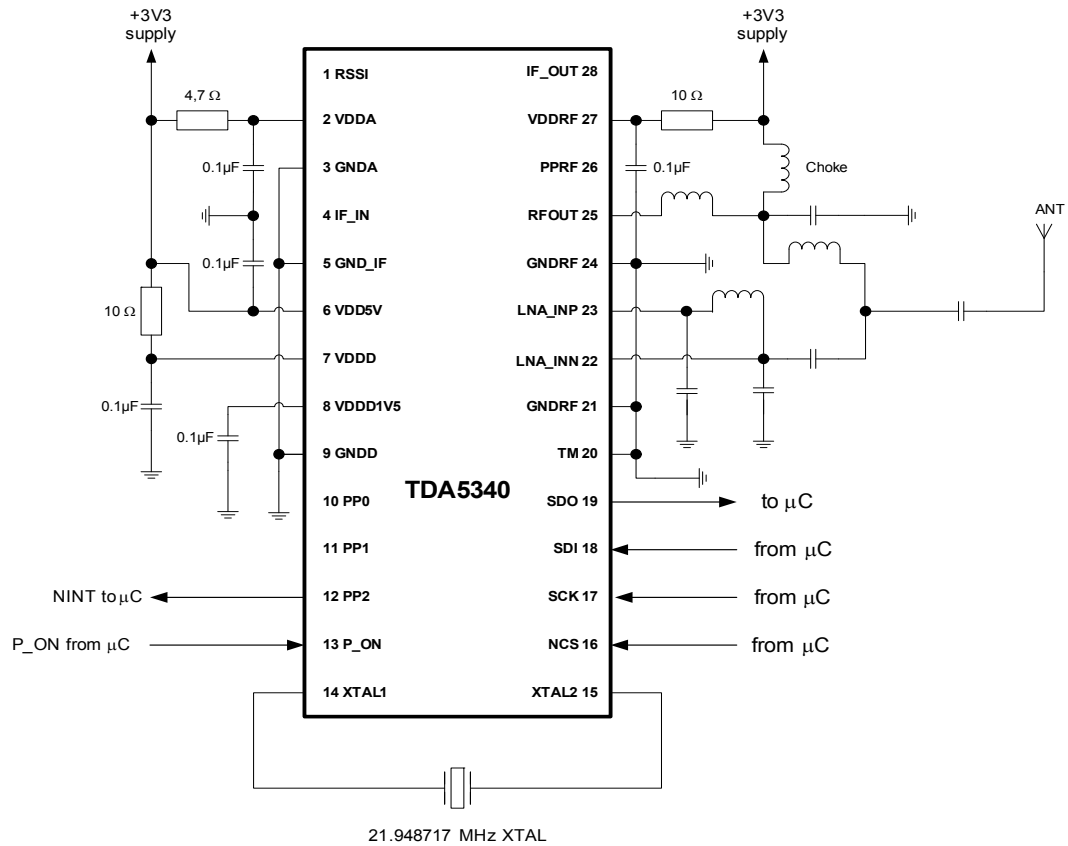 +3V3
supply
+3V3
supply
1 RSSI
IF_OUT 28
4,7 Ω
10 Ω
2 VDDA
VDDRF 27
0.1µF
3 GNDA
PPRF 26
0.1µF
Choke
4 IF_IN
RFOUT 25
ANT
0.1µF
5 GND_IF
GNDRF 24
10 Ω
6 VDD5V
LNA_INP 23
7 VDDD
LNA_INN 22
0.1µF
8 VDDD1V5
GNDRF 21
0.1µF
9 GNDD
TM 20
TDA5340
10 PP0
SDO 19
to µC
11 PP1
SDI 18
from µC
NINT to µC
12 PP2
SCK 17
from µC
P_ON from µC
13 P_ON
NCS 16
from µC
14 XTAL1
XTAL2 15
21.948717 MHz XTAL